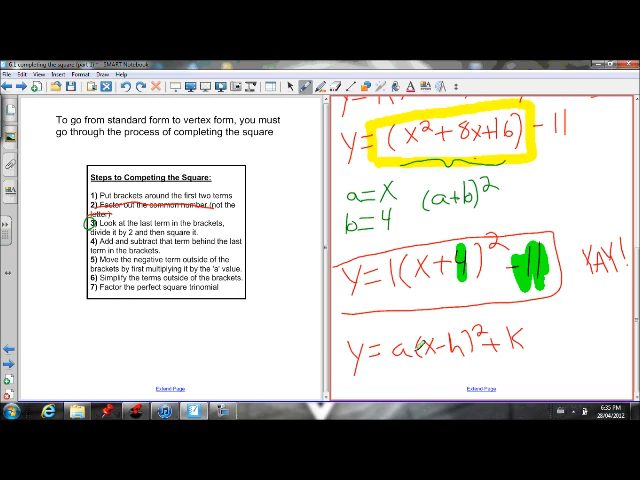 6.1 completing the square (part 1)* - SMART Notebook
File Edit View Insert Format Draw Help
To go from standard form to vertex form, you must
go through the process of completing the square
Steps to Competing the Square:
1) Put brackets around the first two terms
2) Factor out the common number (not the
letter)
3) Look at the last term in the brackets,
divide it by 2 and then square it.
4) Add and subtract that term behind the last
term in the brackets.
5) Move the negative term outside of the
brackets by first multiplying it by the 'a' value.
6) Simplify the terms outside of the brackets.
7) Factor the perfect square trinomial
Extend Page
y= (x² + 8x+16) - 11
a=x (a+b)²
b=4
y=1(x+4)² -11 YAY!
y= a(x-h)² + k
Extend Page
6:35 PM
28/04/2012